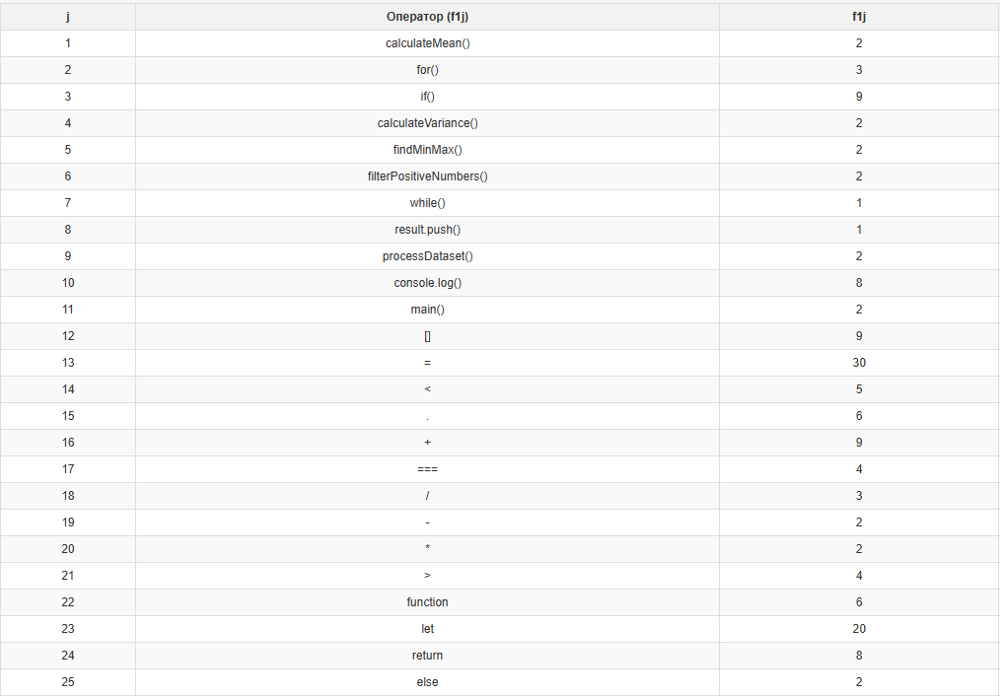 j Оператор (f1j) f1j
1 calculateMean() 2
2 for() 3
3 if() 9
4 calculateVariance() 2
5 findMinMax() 2
6 filterPositiveNumbers() 2
7 while() 1
8 result.push() 1
9 processDataset() 2
10 console.log() 8
11 main() 2
12 [] 9
13 = 30
14 < 5
15 . 6
16 + 9
17 === 4
18 / 3
19 - 2
20 * 2
21 > 4
22 function 6
23 let 20
24 return 8
25 else 2